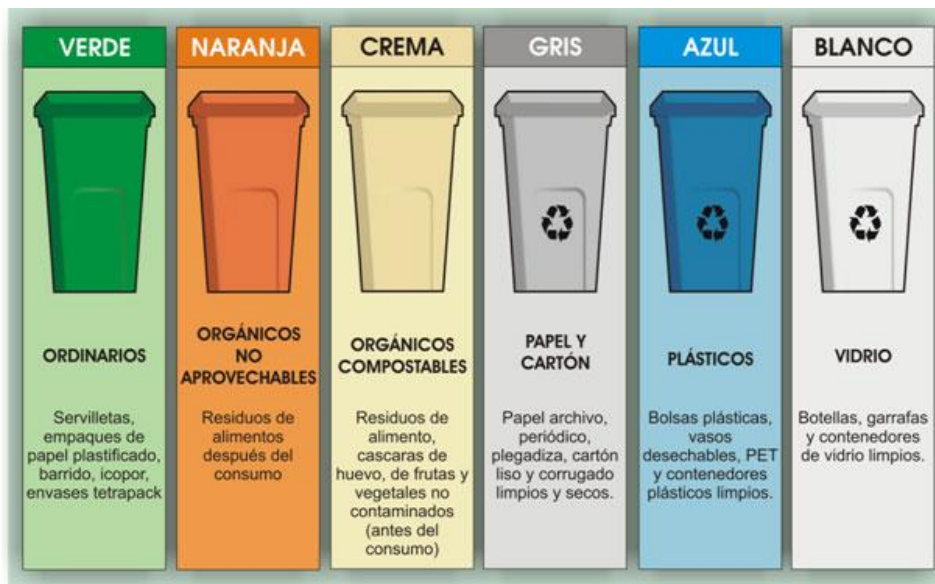 VERDE
ORDINARIOS
Servilletas,
empaques de
papel plastificado,
barrido, icopor,
envases tetrapack
NARANJA
ORGÁNICOS
NO
APROVECHABLES
Residuos de
alimentos
después del
consumo
CREMA
ORGÁNICOS
COMPOSTABLES
Residuos de
alimento,
cascaras de
huevo, de frutas y
vegetales no
contaminados
(antes del
consumo)
GRIS
PAPEL Y
CARTÓN
Papel archivo,
periódico,
plegadiza, cartón
liso y corrugado
limpios y secos.
AZUL
PLÁSTICOS
Bolsas plásticas,
vasos
desechables, PET
y contenedores
plásticos limpios.
BLANCO
VIDRIO
Botellas, garrafas
y contenedores
de vidrio limpios.